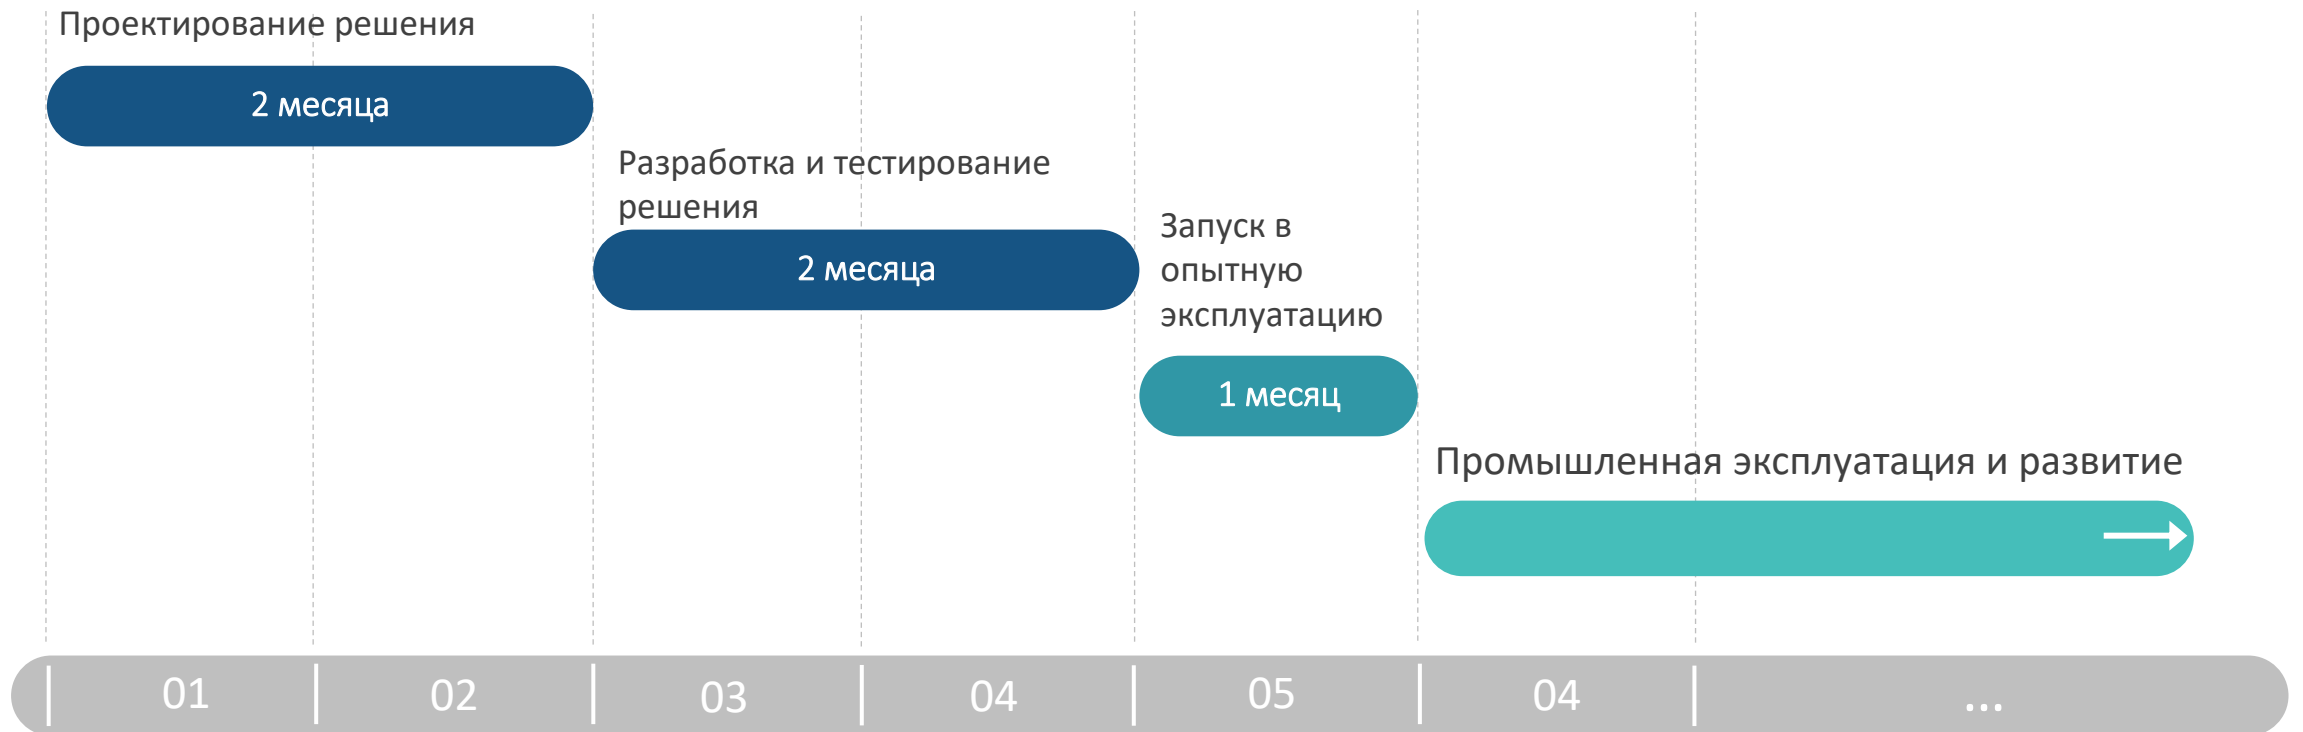 Проектирование решения
2 месяца
Разработка и тестирование
решения
2 месяца
Запуск в
опытную
эксплуатацию
1 месяц
Промышленная эксплуатация и развитие
01 02 03 04 05 04 ...